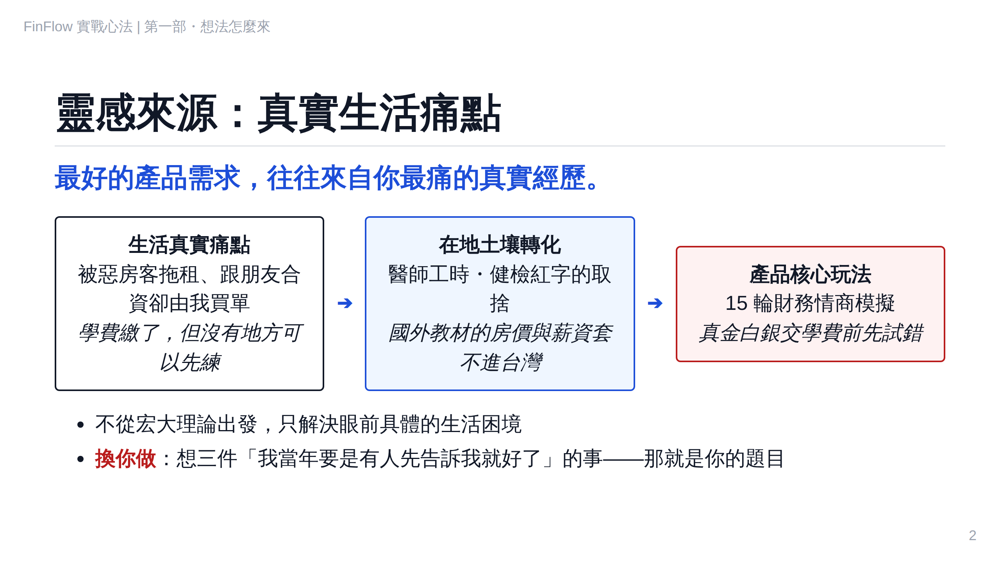 FinFlow 實戰心法 | 第一部・想法怎麼來
靈感來源：真實生活痛點
最好的產品需求，往往來自你最痛的真實經歷。
生活真實痛點
被惡房客拖租、跟朋友合
資卻由我買單
學費繳了，但沒有地方可
以先練
➔
在地土壤轉化
醫師工時・健檢紅字的取
捨
國外教材的房價與薪資套
不進台灣
➔
產品核心玩法
15 輪財務情商模擬
真金白銀交學費前先試錯
• 不從宏大理論出發，只解決眼前具體的生活困境
• 換你做：想三件「我當年要是有人先告訴我就好了」的事——那就是你的題目
2